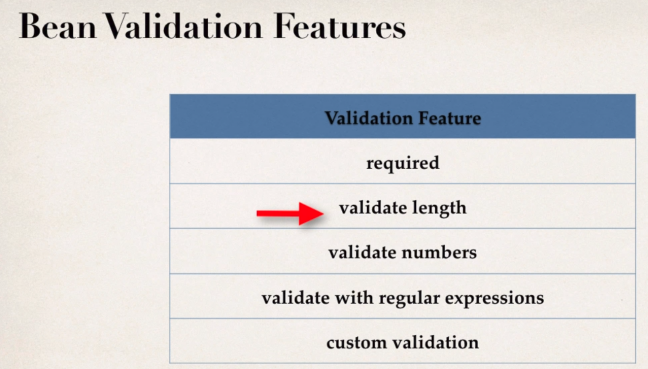 Bean Validation Features
Validation Feature
required
validate length
validate numbers
validate with regular expressions
custom validation